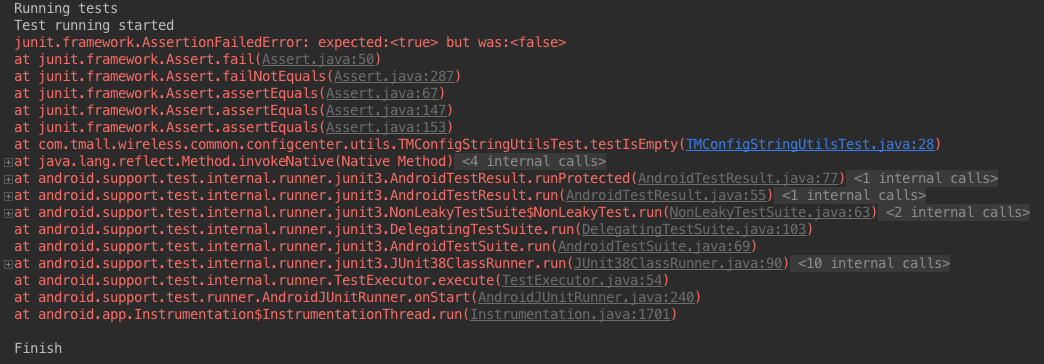 Running tests
Test running started
junit.framework.AssertionFailedError: expected:<true> but was:<false>
at junit.framework.Assert.fail(Assert.java:50)
at junit.framework.Assert.failNotEquals(Assert.java:287)
at junit.framework.Assert.assertEquals(Assert.java:67)
at junit.framework.Assert.assertEquals(Assert.java:147)
at junit.framework.Assert.assertEquals(Assert.java:153)
at com.tmall.wireless.common.configcenter.utils.TMConfigStringUtilsTest.testIsEmpty(TMConfigStringUtilsTest.java:28)
at java.lang.reflect.Method.invokeNative(Native Method) <4 internal calls>
at android.support.test.internal.runner.junit3.AndroidTestResult.runProtected(AndroidTestResult.java:77) <1 internal calls>
at android.support.test.internal.runner.junit3.AndroidTestResult.run(AndroidTestResult.java:55) <1 internal calls>
at android.support.test.internal.runner.junit3.NonLeakyTestSuite$NonLeakyTest.run(NonLeakyTestSuite.java:63) <2 internal calls>
at android.support.test.internal.runner.junit3.DelegatingTestSuite.run(DelegatingTestSuite.java:103)
at android.support.test.internal.runner.junit3.AndroidTestSuite.run(AndroidTestSuite.java:69)
at android.support.test.internal.runner.junit3.JUnit38ClassRunner.run(JUnit38ClassRunner.java:90) <10 internal calls>
at android.support.test.internal.runner.TestExecutor.execute(TestExecutor.java:54)
at android.support.test.runner.AndroidJUnitRunner.onStart(AndroidJUnitRunner.java:240)
at android.app.Instrumentation$InstrumentationThread.run(Instrumentation.java:1701)
Finish